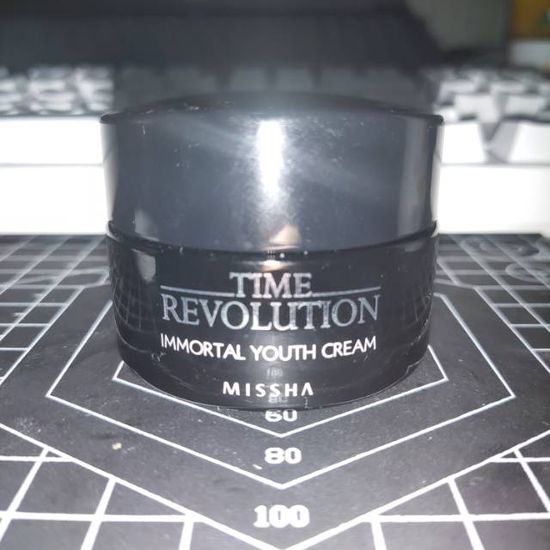 TIME
REVOLUTION
IMMORTAL YOUTH CREAM
MISSHA
60
80
100